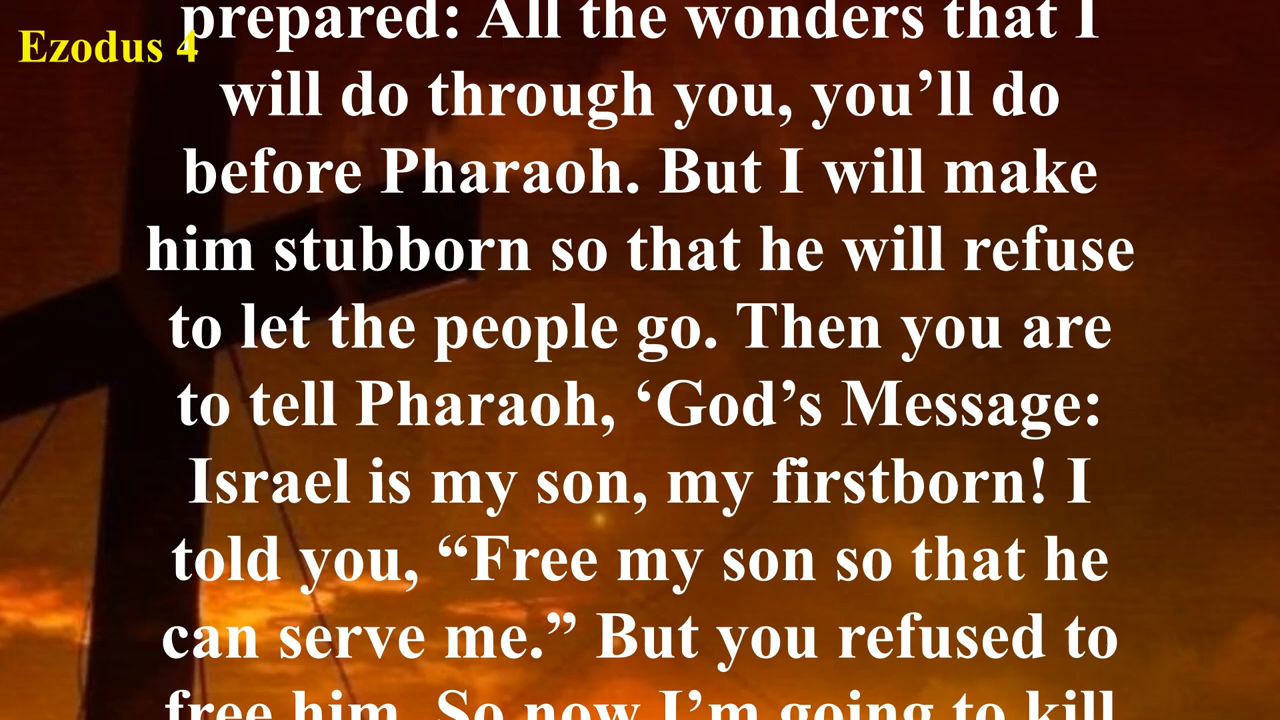 Ezodus 4
prepared: All the wonders that I
will do through you, you’ll do
before Pharaoh. But I will make
him stubborn so that he will refuse
to let the people go. Then you are
to tell Pharaoh, ‘God’s Message:
Israel is my son, my firstborn! I
told you, “Free my son so that he
can serve me.” But you refused to
free him. So now I’m going to kill